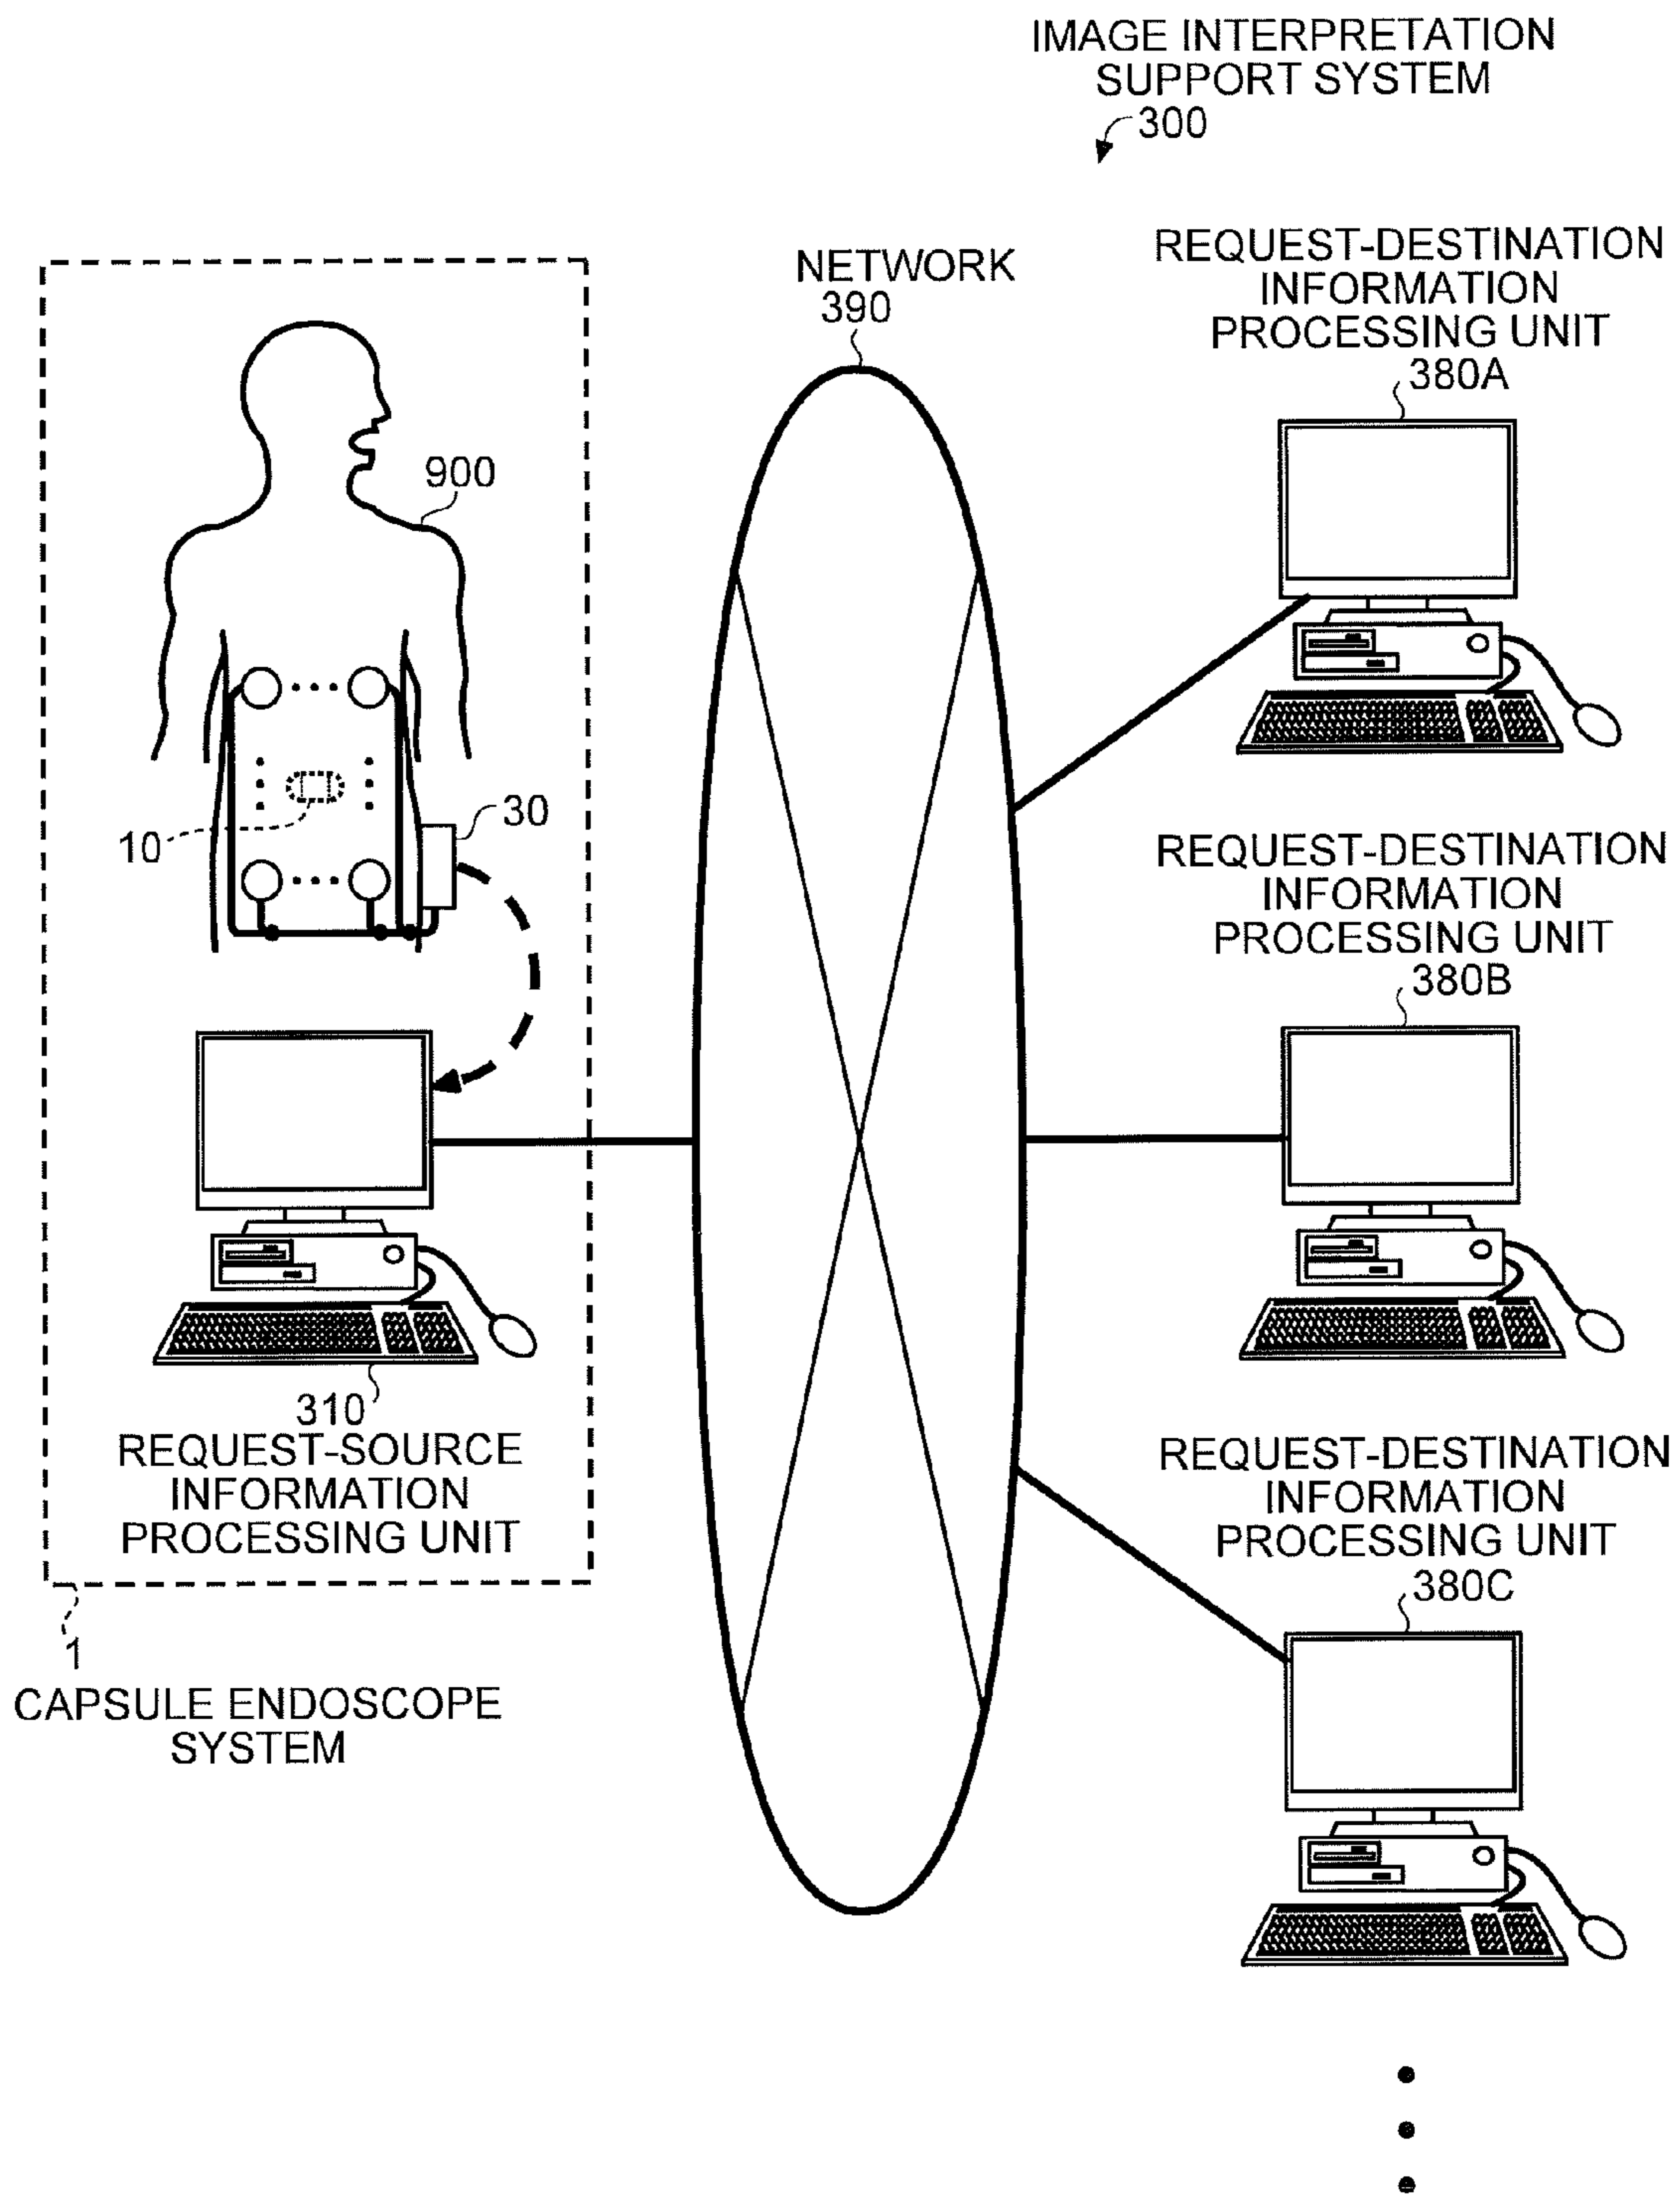 IMAGE INTERPRETATION
SUPPORT SYSTEM
300
NETWORK
390
REQUEST-DESTINATION
INFORMATION
PROCESSING UNIT
380A
900
10
30
REQUEST-DESTINATION
INFORMATION
PROCESSING UNIT
380B
310
REQUEST-SOURCE
INFORMATION
PROCESSING UNIT
1
CAPSULE ENDOSCOPE
SYSTEM
REQUEST-DESTINATION
INFORMATION
PROCESSING UNIT
380C